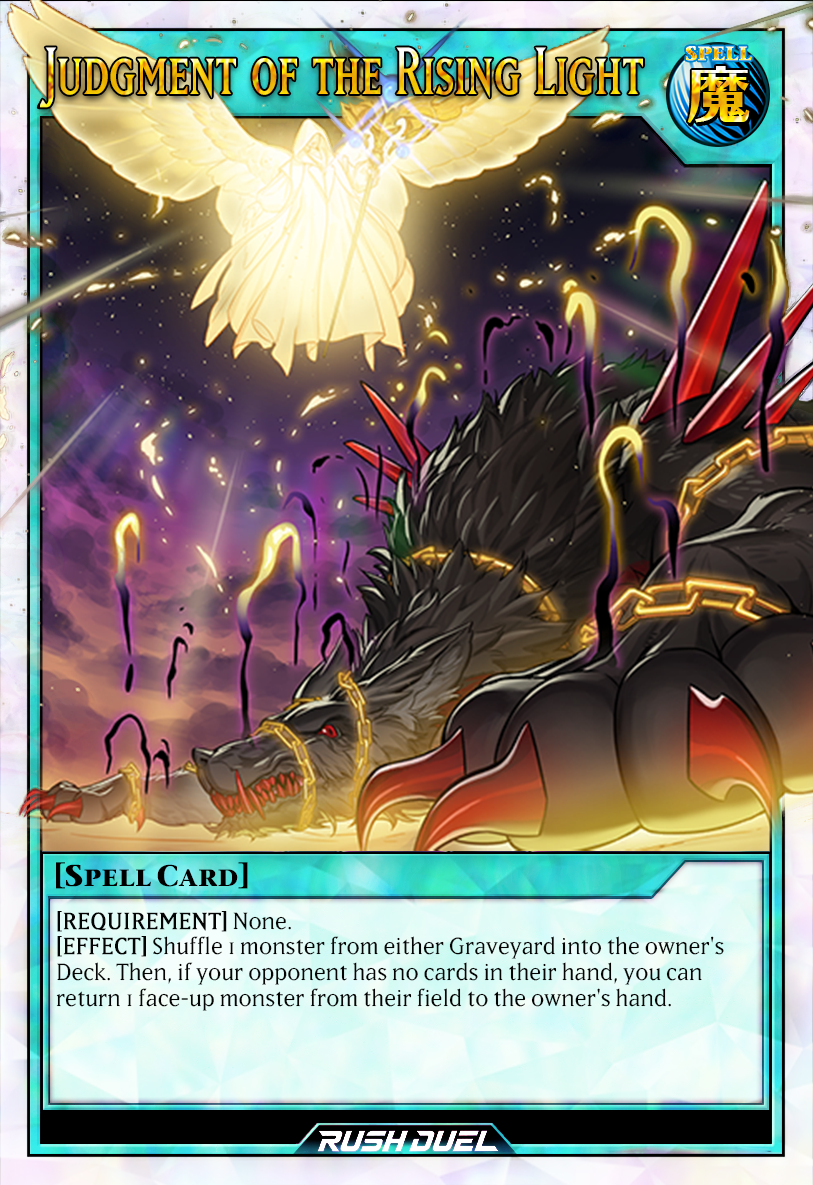 Judgment of the Rising Light
SPELL
魔
[Spell Card]
[REQUIREMENT] None.
[EFFECT] Shuffle 1 monster from either Graveyard into the owner's
Deck. Then, if your opponent has no cards in their hand, you can
return 1 face-up monster from their field to the owner's hand.
RUSH DUEL